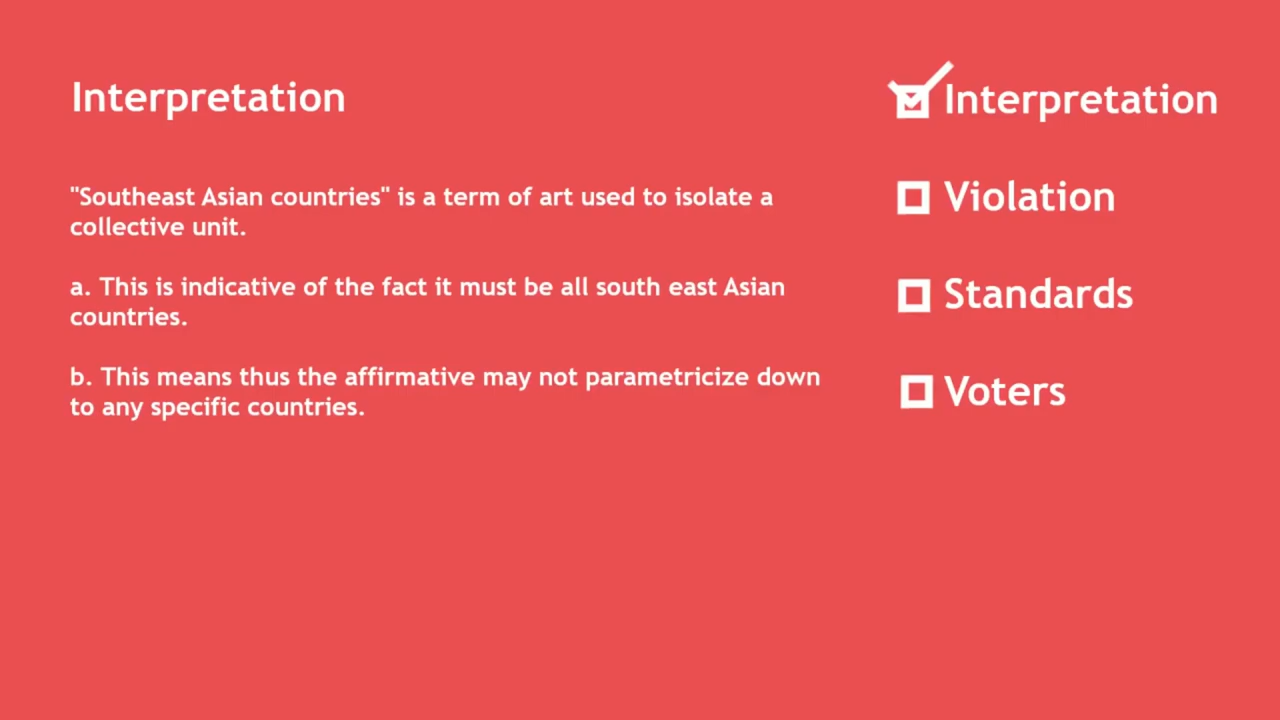 Interpretation
"Southeast Asian countries" is a term of art used to isolate a
collective unit.
a. This is indicative of the fact it must be all south east Asian
countries.
b. This means thus the affirmative may not parametricize down
to any specific countries.
Interpretation
Violation
Standards
Voters